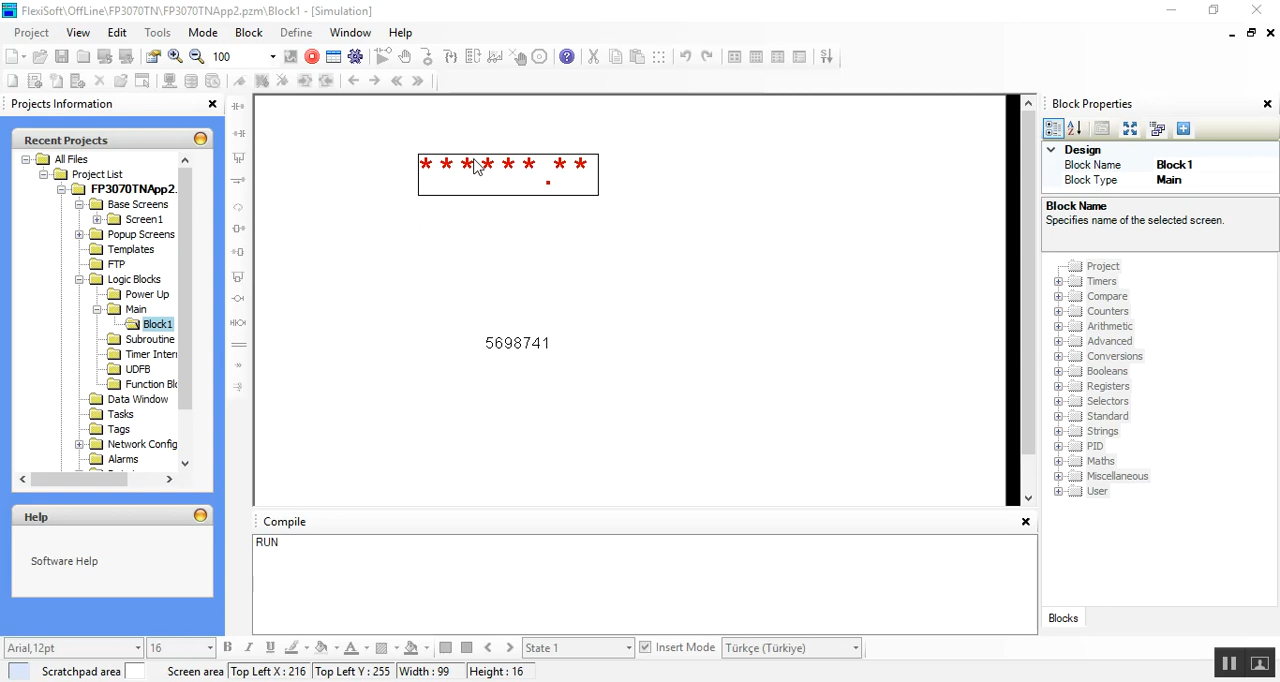 FlexiSoft\OffLine\FP3070TN\FP3070TNApp2.pzm\Block1 - [Simulation]
Project View Edit Tools Mode Block Define Window Help
100
Projects Information
Recent Projects
All Files
Project List
FP3070TNApp2.
Base Screens
Screen1
Popup Screens
Templates
FTP
Logic Blocks
Power Up
Main
Block1
Subroutine
Timer Inter
UDFB
Function Blo
Data Window
Tasks
Tags
Network Config
Alarms
Help
Software Help
****** . **
5698741
Compile
RUN
Block Properties
Design
Block Name Block1
Block Type Main
Block Name
Specifies name of the selected screen.
Project
Timers
Compare
Counters
Arithmetic
Advanced
Conversions
Booleans
Registers
Selectors
Standard
Strings
PID
Maths
Miscellaneous
User
Blocks
Arial,12pt 16 B I U A State 1 Insert Mode Türkçe (Türkiye)
Scratchpad area Screen area Top Left X : 216 Top Left Y : 255 Width : 99 Height : 16